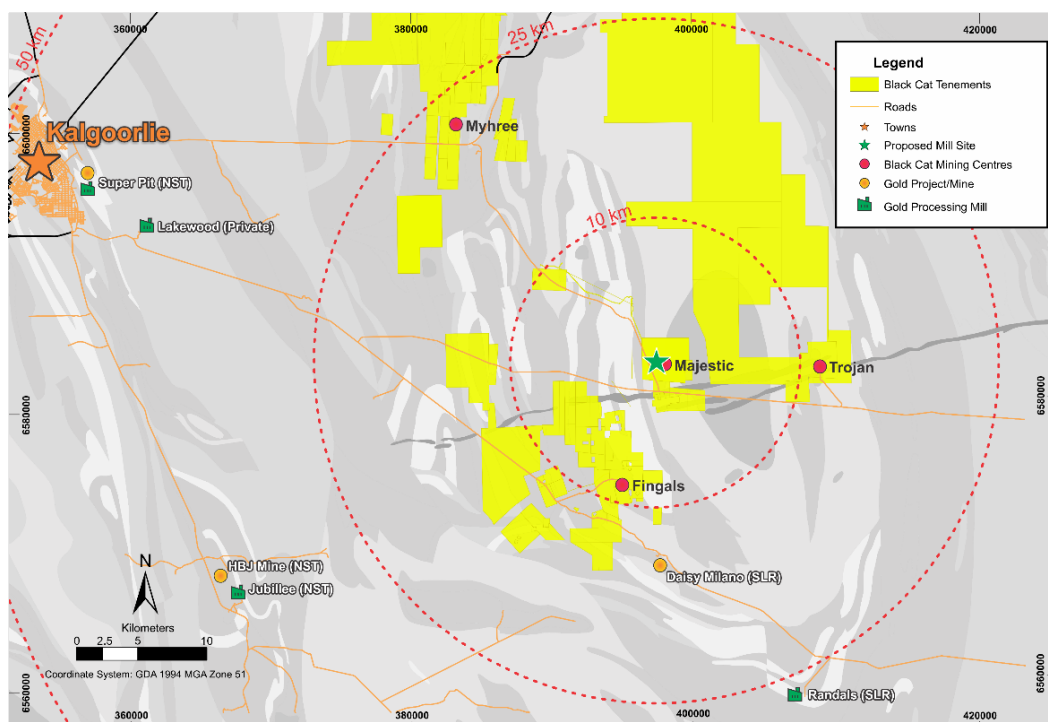 360000
380000
400000
420000
50 km
25 km
Legend
Black Cat Tenements
Roads
Towns
Proposed Mill Site
Black Cat Mining Centres
Gold Project/Mine
Gold Processing Mill
6600000
6600000
Kalgoorlie
Myhree
Super Pit (NST)
Lakewood (Private)
10 km
Majestic
Trojan
6580000
6580000
Fingals
HBJ Mine (NST)
Daisy Milano (SLR)
Jubillee (NST)
N
Kilometers
0 2.5 5 10
Coordinate System: GDA 1994 MGA Zone 51
6560000
6560000
Randals (SLR)
360000
380000
400000
420000